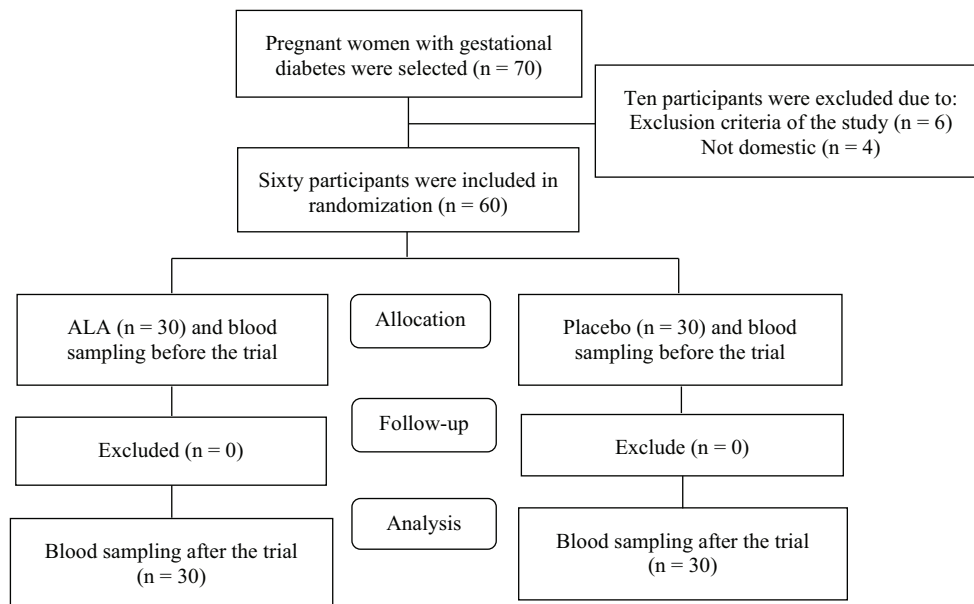 Pregnant women with gestational
diabetes were selected (n = 70)
Ten participants were excluded due to:
Exclusion criteria of the study (n = 6)
Not domestic (n = 4)
Sixty participants were included in
randomization (n = 60)
ALA (n = 30) and blood
sampling before the trial
Allocation
Placebo (n = 30) and blood
sampling before the trial
Excluded (n = 0)
Follow-up
Exclude (n = 0)
Blood sampling after the trial
(n = 30)
Analysis
Blood sampling after the trial
(n = 30)